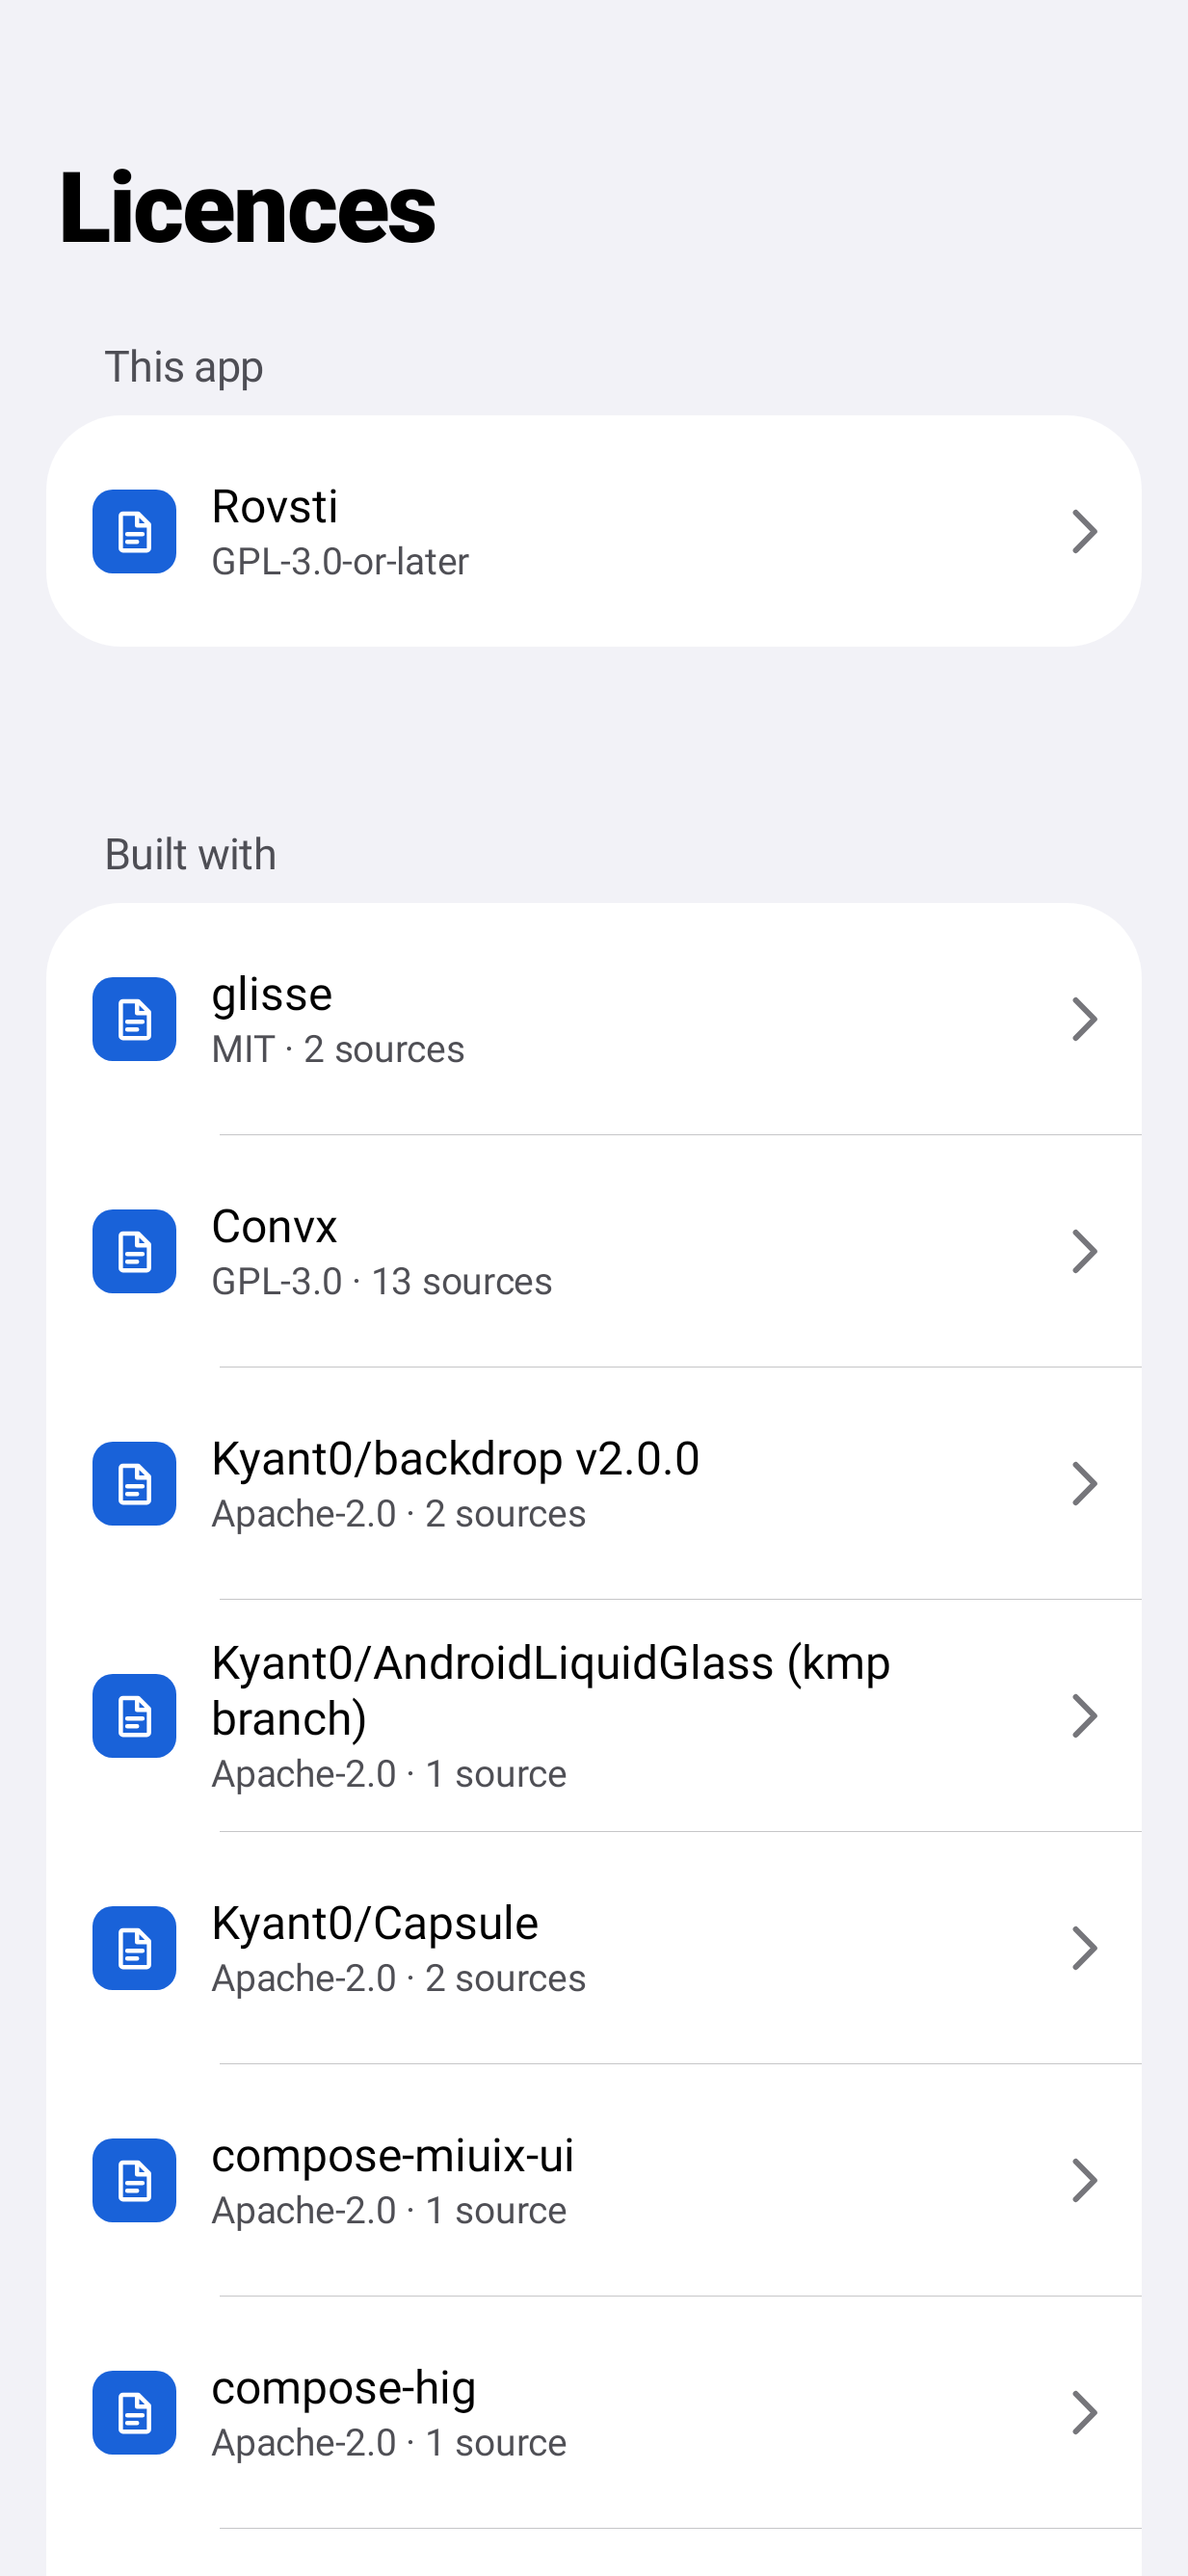 Licences
This app
Rovsti
GPL-3.0-or-later
Built with
glisse
MIT · 2 sources
Convx
GPL-3.0 · 13 sources
Kyant0/backdrop v2.0.0
Apache-2.0 · 2 sources
Kyant0/AndroidLiquidGlass (kmp
branch)
Apache-2.0 · 1 source
Kyant0/Capsule
Apache-2.0 · 2 sources
compose-miuix-ui
Apache-2.0 · 1 source
compose-hig
Apache-2.0 · 1 source